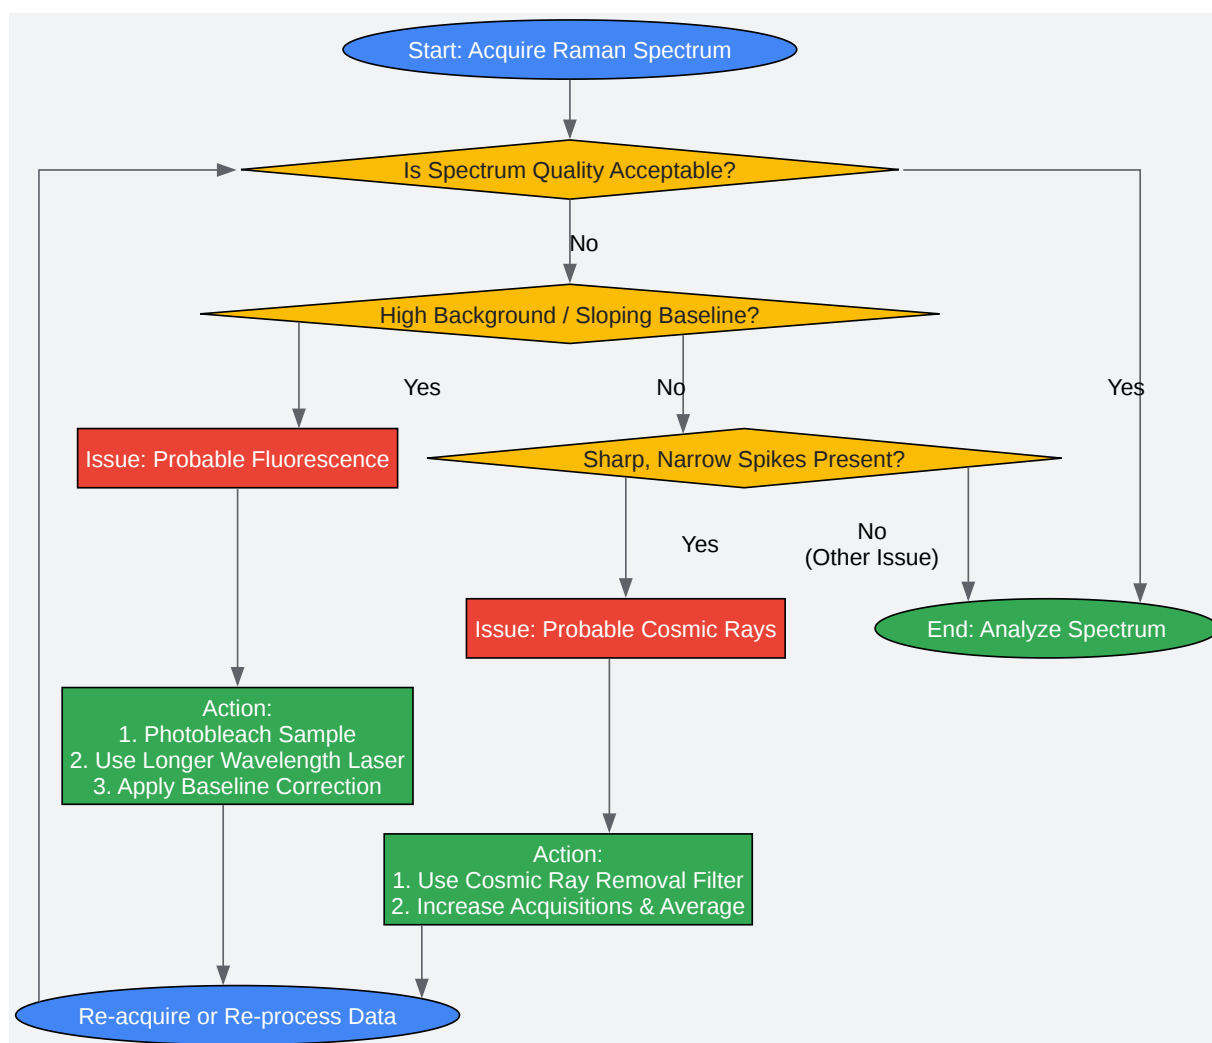 Start: Acquire Raman Spectrum
Is Spectrum Quality Acceptable?
No
High Background / Sloping Baseline?
Yes
No
Yes
Issue: Probable Fluorescence
Sharp, Narrow Spikes Present?
Yes
No
(Other Issue)
Issue: Probable Cosmic Rays
End: Analyze Spectrum
Action:
1. Photobleach Sample
2. Use Longer Wavelength Laser
3. Apply Baseline Correction
Action:
1. Use Cosmic Ray Removal Filter
2. Increase Acquisitions & Average
Re-acquire or Re-process Data